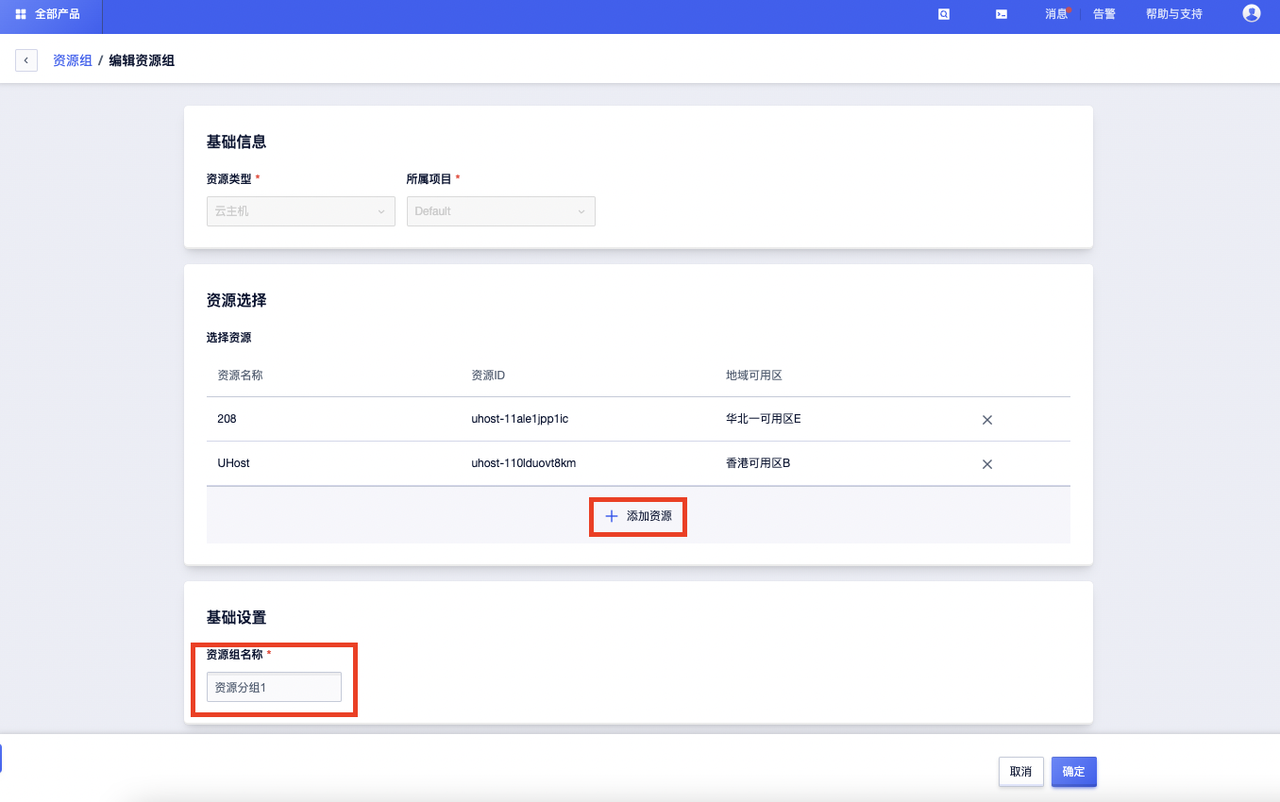 全部产品 消息 告警 帮助与支持
资源组 / 编辑资源组
基础信息
资源类型 * 所属项目 *
云主机 Default
资源选择
选择资源
资源名称 资源ID 地域可用区
208 uhost-11ale1jpp1ic 华北一可用区E
UHost uhost-110lduovt8km 香港可用区B
添加资源
基础设置
资源组名称 *
资源分组1
取消 确定